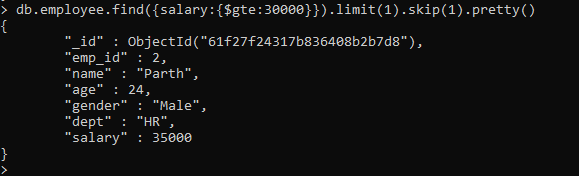 > db.employee.find({salary:{$gte:30000}}).limit(1).skip(1).pretty()
{
        "_id" : ObjectId("61f27f24317b836408b2b7d8"),
        "emp_id" : 2,
        "name" : "Parth",
        "age" : 24,
        "gender" : "Male",
        "dept" : "HR",
        "salary" : 35000
}
>